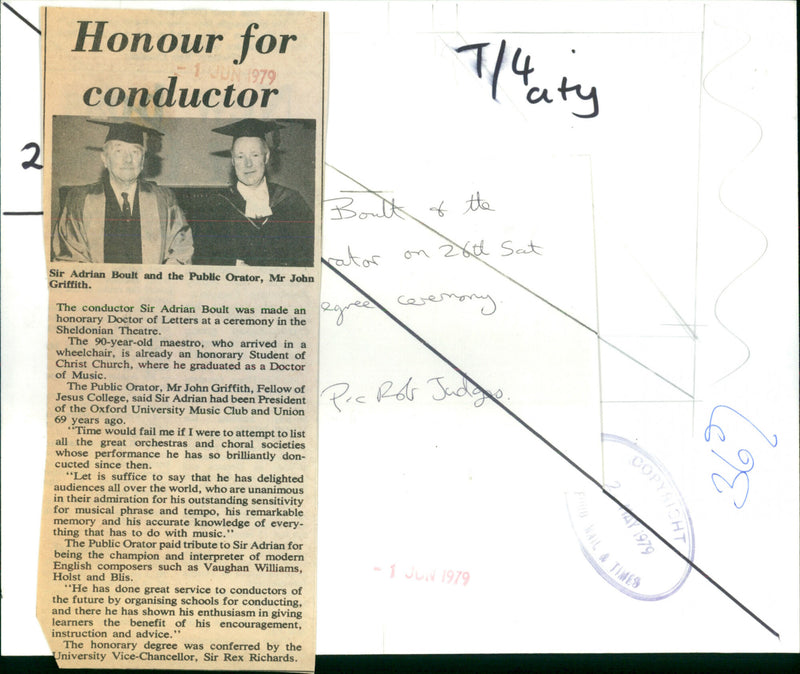 Honour for
- 1 JUN 1979
conductor
Sir Adrian Boult and the Public Orator, Mr John
Griffith.
The conductor Sir Adrian Boult was made an
honorary Doctor of Letters at a ceremony in the
Sheldonian Theatre.
The 90-year-old maestro, who arrived in a
wheelchair, is already an honorary Student of
Christ Church, where he graduated as a Doctor
of Music.
The Public Orator, Mr John Griffith, Fellow of
Jesus College, said Sir Adrian had been President
of the Oxford University Music Club and Union
69 years ago.
"Time would fail me if I were to attempt to list
all the great orchestras and choral societies
whose performance he has so brilliantly don-
cucted since then.
"Let is suffice to say that he has delighted
audiences all over the world, who are unanimous
in their admiration for his outstanding sensitivity
for musical phrase and tempo, his remarkable
memory and his accurate knowledge of every-
thing that has to do with music."
The Public Orator paid tribute to Sir Adrian for
being the champion and interpreter of modern
English composers such as Vaughan Williams,
Holst and Blis.
"He has done great service to conductors of
the future by organising schools for conducting,
and there he has shown his enthusiasm in giving
learners the benefit of his encouragement,
instruction and advice."
The honorary degree was conferred by the
University Vice-Chancellor, Sir Rex Richards.
2
T/4
aty
Boult & the
rator on 26th Sat
egree ceremony.
Pic Rob Judges.
367
COPYRIGHT
2 MAY 1979
MAIL & TIMES
- 1 JUN 1979